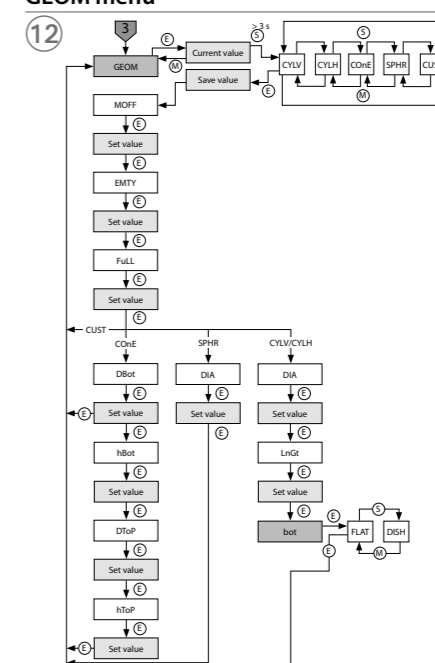 GEOM menu
12
3
> 3 s
E
S
S
GEOM
Current value
M
CYLV
CYLH
COnE
SPHR
CUS
Save value
E
M
MOFF
E
Set value
E
EMTY
E
Set value
E
FuLL
E
Set value
E
CUST
COnE
SPHR
CYLV/CYLH
DBot
DIA
DIA
E
E
E
E
Set value
Set value
Set value
E
E
E
hBot
LnGt
E
E
Set value
Set value
E
E
E
S
DToP
bot
FLAT
DISH
E
E
M
Set value
E
hToP
E
E
Set value